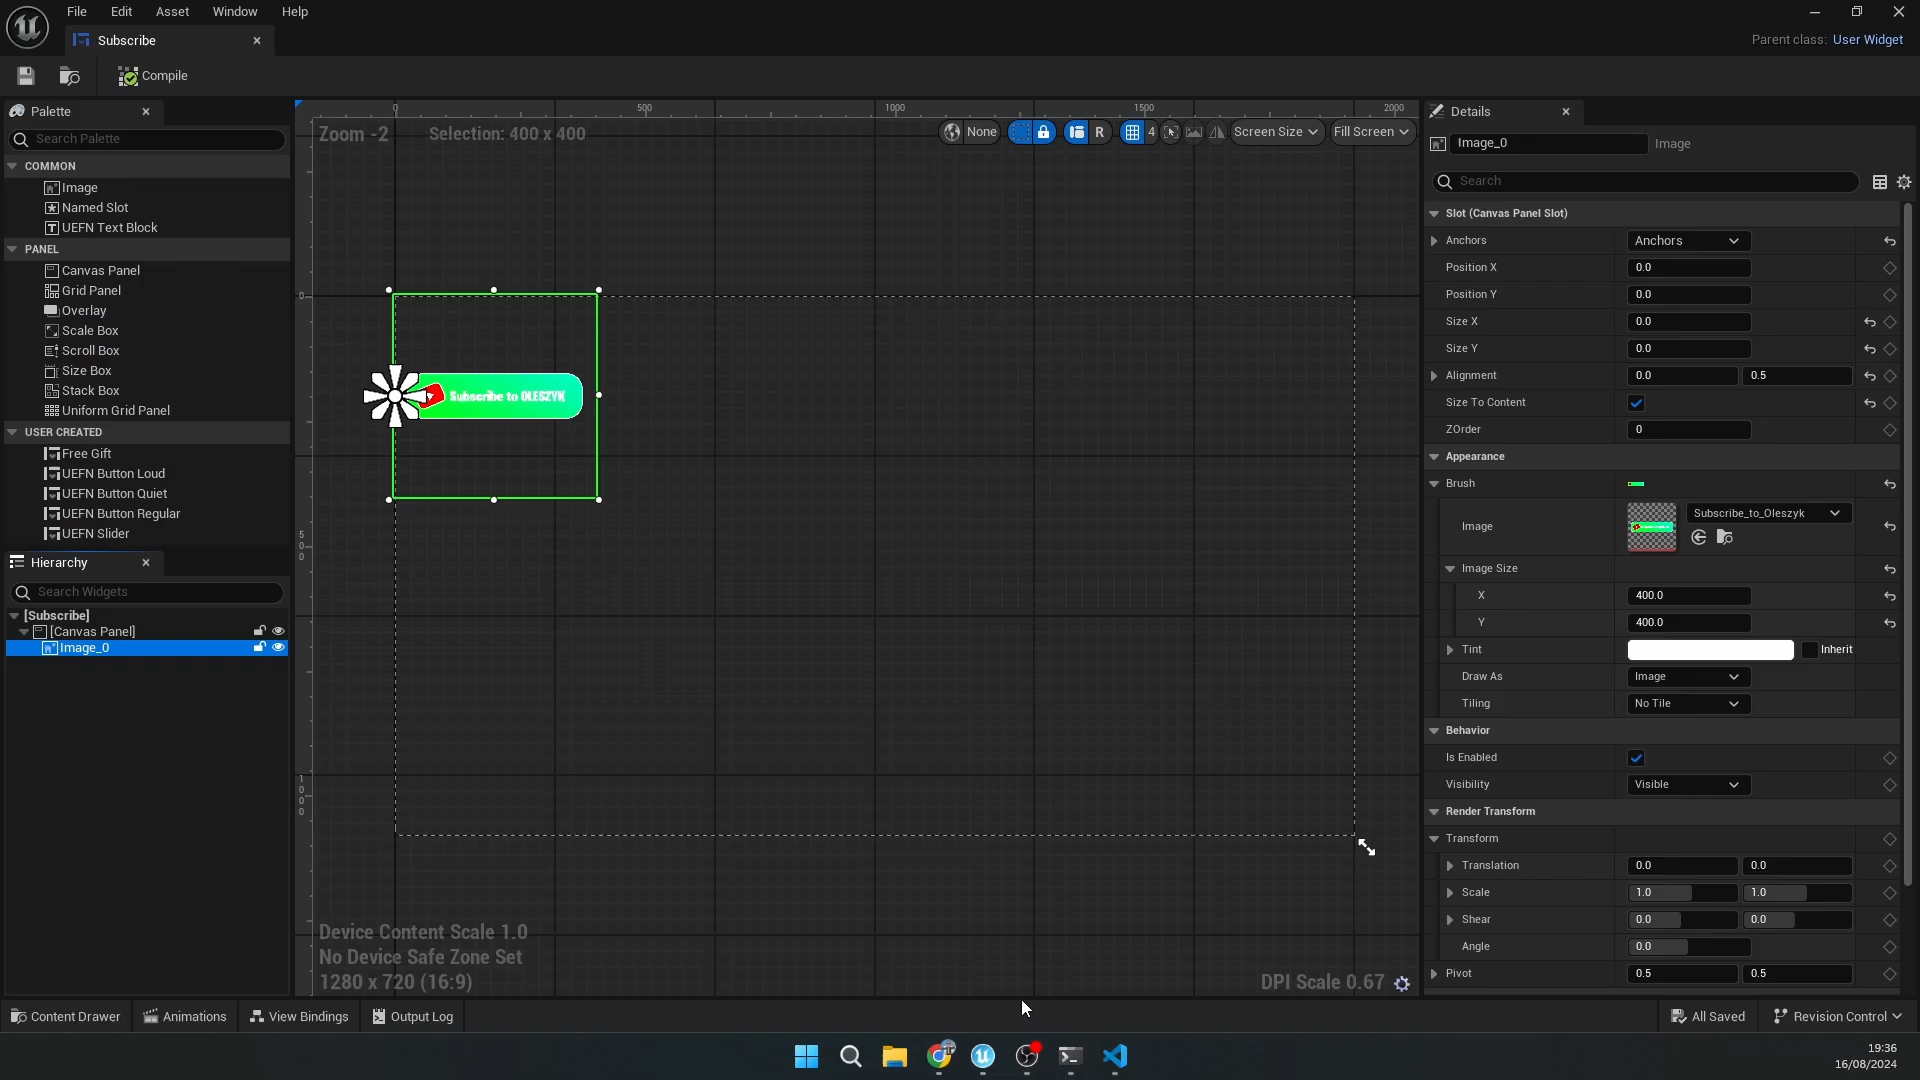 File Edit Asset Window Help
Subscribe
Parent class: User Widget
Compile
Palette
Search Palette
COMMON
Image
Named Slot
UEFN Text Block
PANEL
Canvas Panel
Grid Panel
Overlay
Scale Box
Scroll Box
Size Box
Stack Box
Uniform Grid Panel
USER CREATED
Free Gift
UEFN Button Loud
UEFN Button Quiet
UEFN Button Regular
UEFN Slider
Hierarchy
Search Widgets
[Subscribe]
[Canvas Panel]
Image_0
0 500 1000 1500 2000
Zoom -2
Selection: 400 x 400
None
R
4
Screen Size
Fill Screen
0
500
1000
Subscribe to OLESZYK
Device Content Scale 1.0
No Device Safe Zone Set
1280 x 720 (16:9)
DPI Scale 0.67
Details
Image_0 Image
Search
Slot (Canvas Panel Slot)
Anchors Anchors
Position X 0.0
Position Y 0.0
Size X 0.0
Size Y 0.0
Alignment 0.0 0.5
Size To Content
ZOrder 0
Appearance
Brush
Image Subscribe_to_Oleszyk
Image Size
X 400.0
Y 400.0
Tint Inherit
Draw As Image
Tiling No Tile
Behavior
Is Enabled
Visibility Visible
Render Transform
Transform
Translation 0.0 0.0
Scale 1.0 1.0
Shear 0.0 0.0
Angle 0.0
Pivot 0.5 0.5
Content Drawer Animations View Bindings Output Log
All Saved Revision Control
19:36
16/08/2024